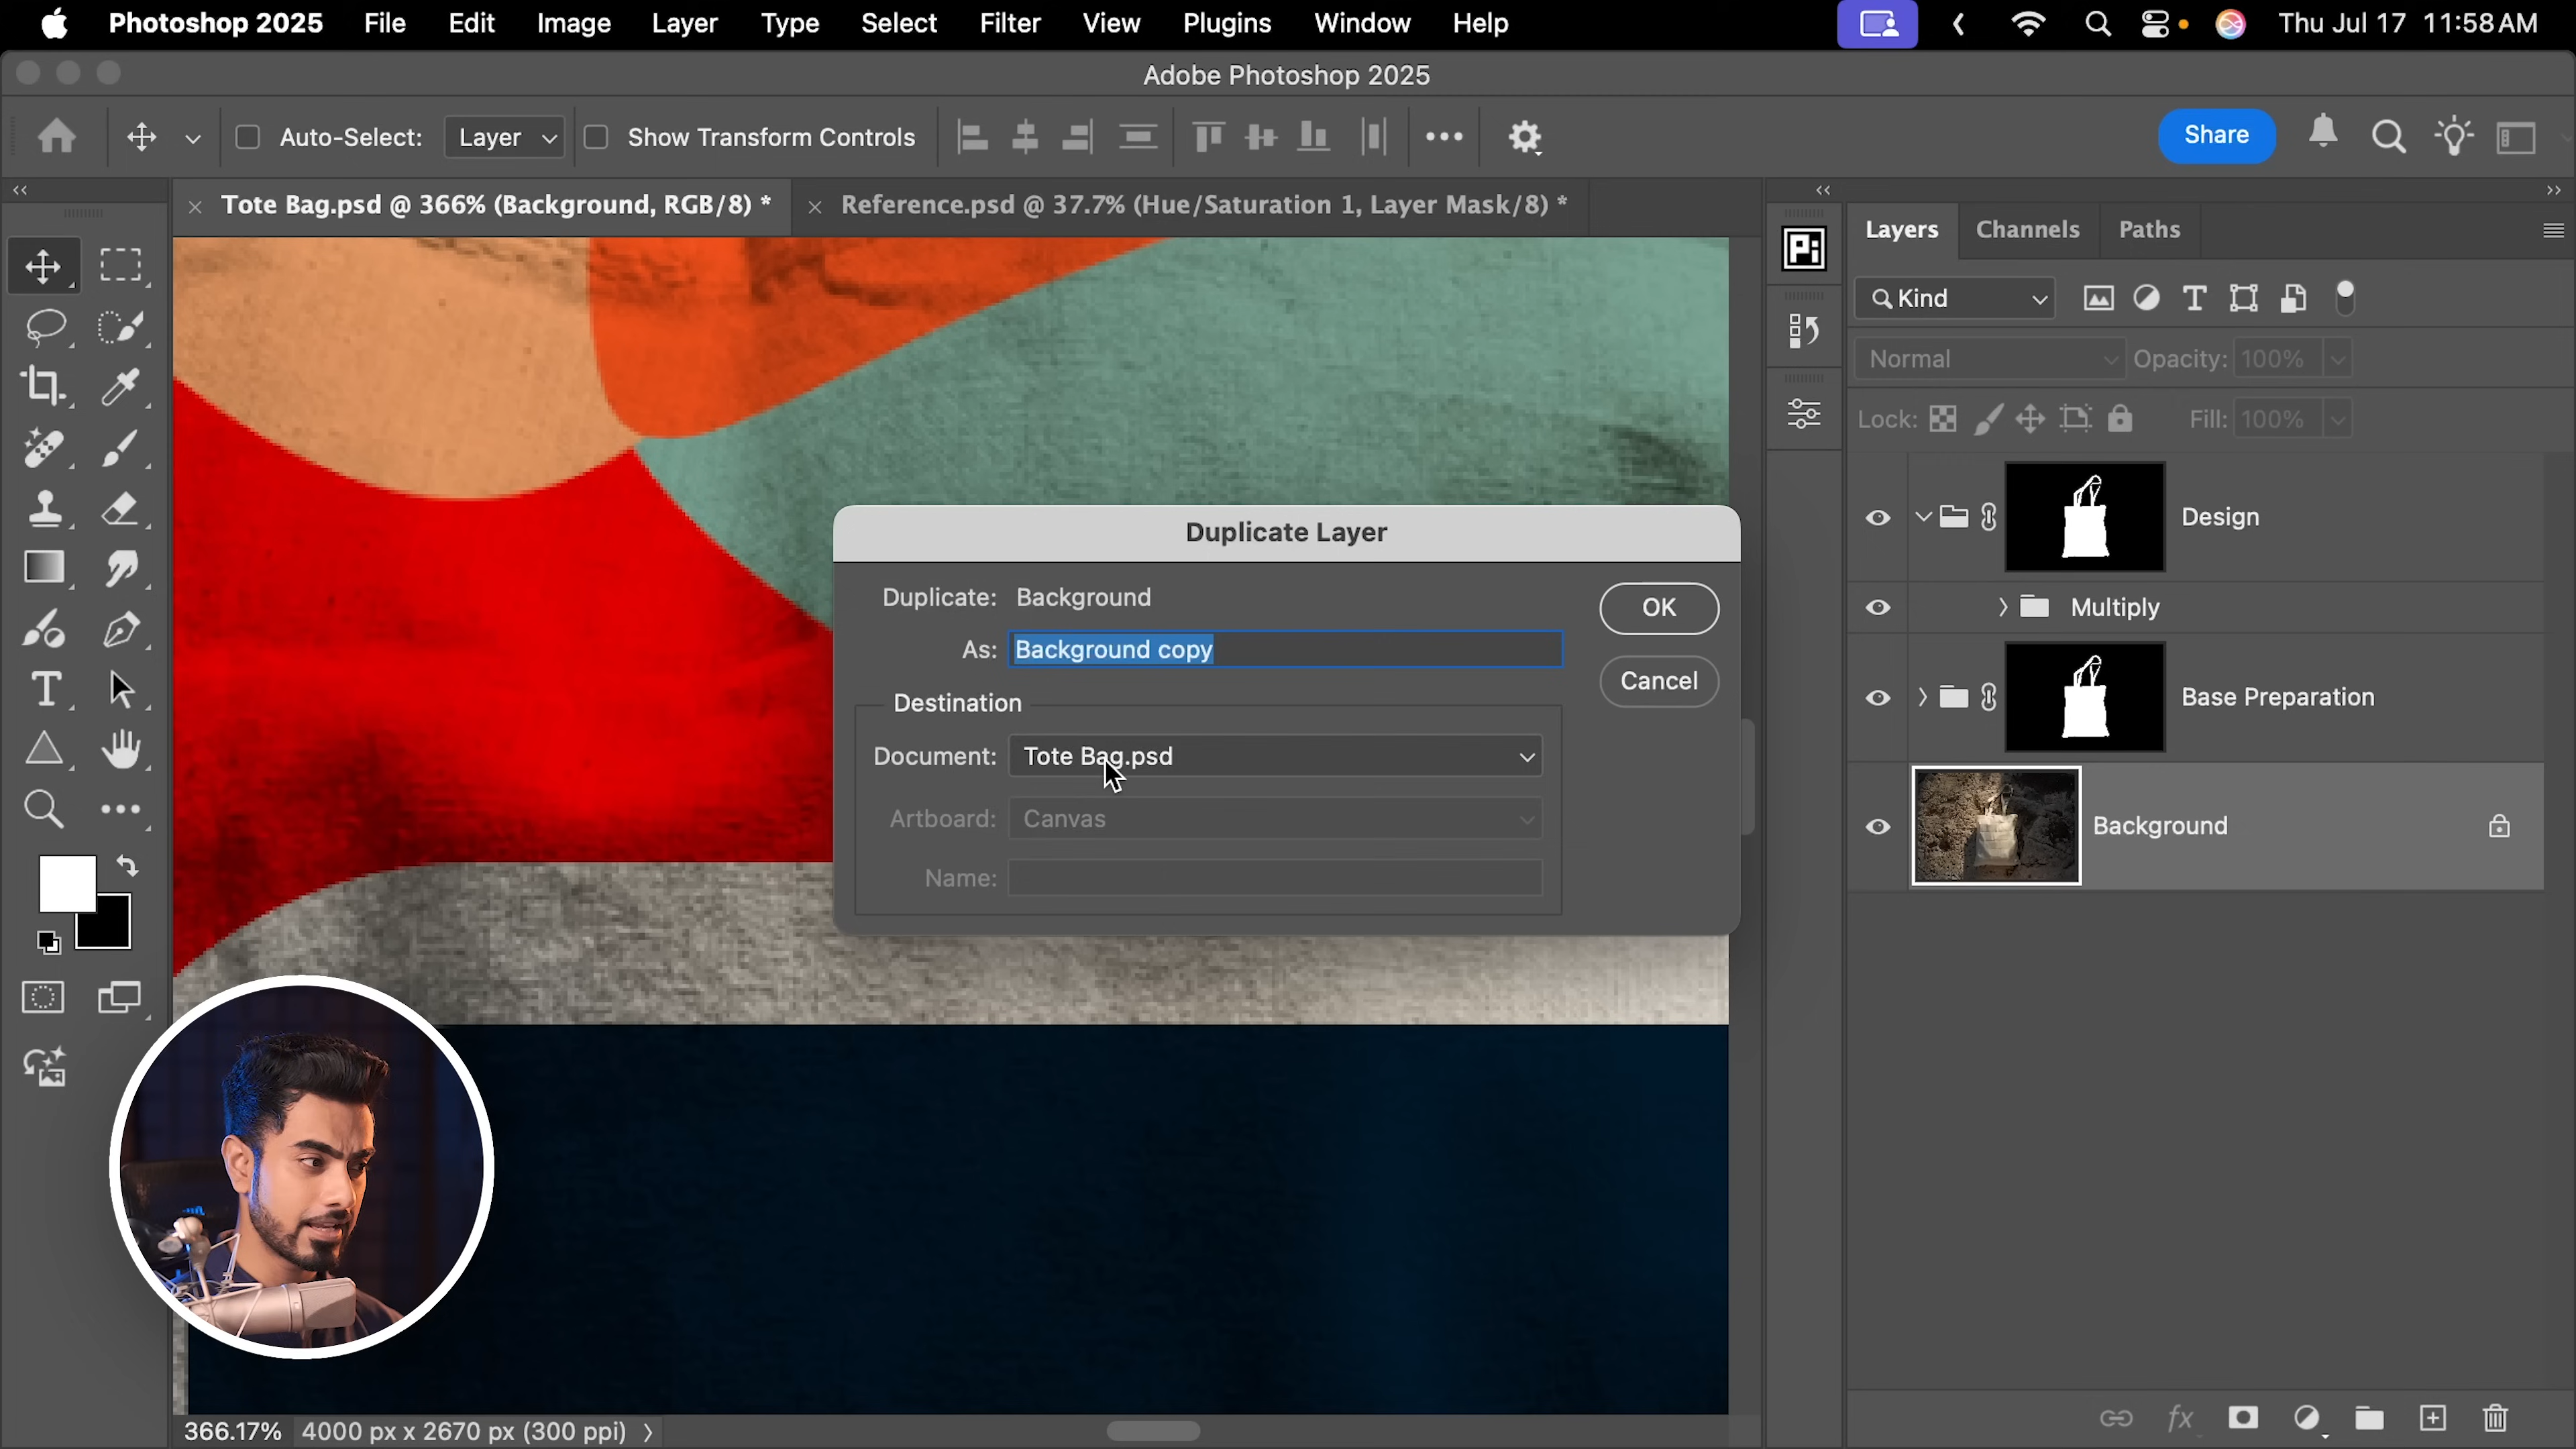 Photoshop 2025 File Edit Image Layer Type Select Filter View Plugins Window Help Thu Jul 17 11:58 AM
Adobe Photoshop 2025
Auto-Select: Layer Show Transform Controls Share
Tote Bag.psd @ 366% (Background, RGB/8) * Reference.psd @ 37.7% (Hue/Saturation 1, Layer Mask/8) *
Layers Channels Paths
Pi
Kind
Normal Opacity: 100%
Lock: Fill: 100%
Design
Multiply
Base Preparation
Background
Duplicate Layer
Duplicate: Background
OK
As: Background copy
Cancel
Destination
Document: Tote Bag.psd
Artboard: Canvas
Name:
366.17% 4000 px x 2670 px (300 ppi)
fx